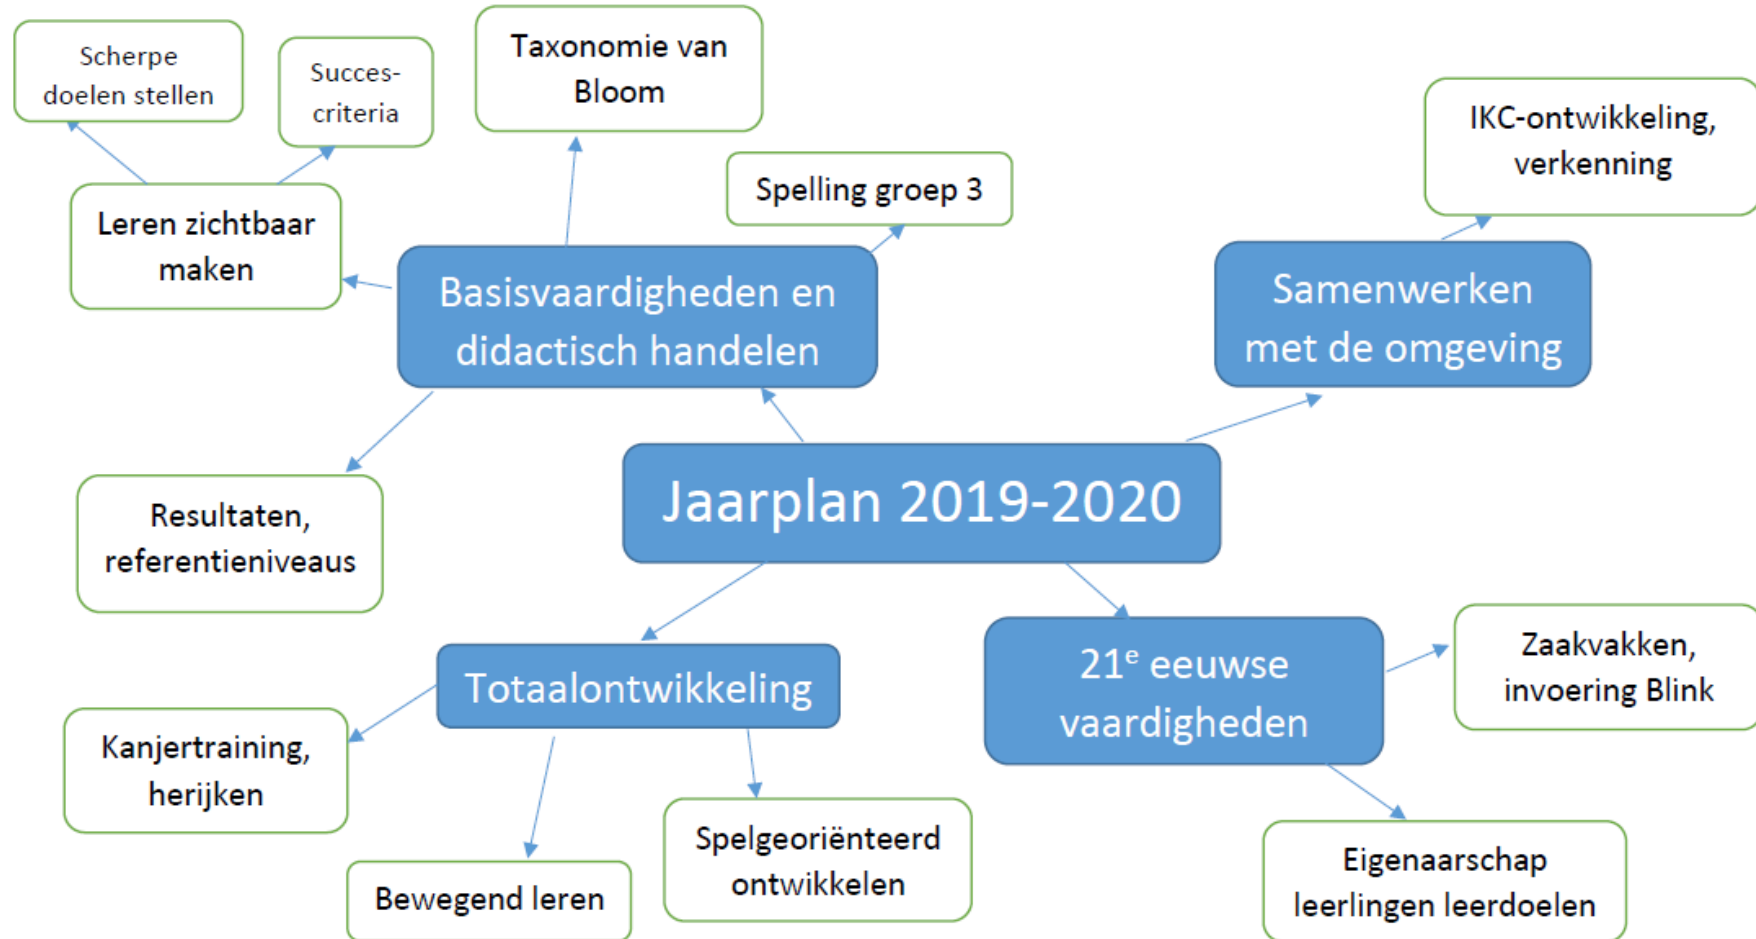 Scherpe
doelen stellen
Succes-
criteria
Taxonomie van
Bloom
IKC-ontwikkeling,
verkenning
Spelling groep 3
Leren zichtbaar
maken
Basisvaardigheden en
didactisch handelen
Samenwerken
met de omgeving
Jaarplan 2019-2020
Resultaten,
referentieniveaus
Totaalontwikkeling
21e eeuwse
vaardigheden
Zaakvakken,
invoering Blink
Kanjertraining,
herijken
Bewegend leren
Spelgeoriënteerd
ontwikkelen
Eigenaarschap
leerlingen leerdoelen